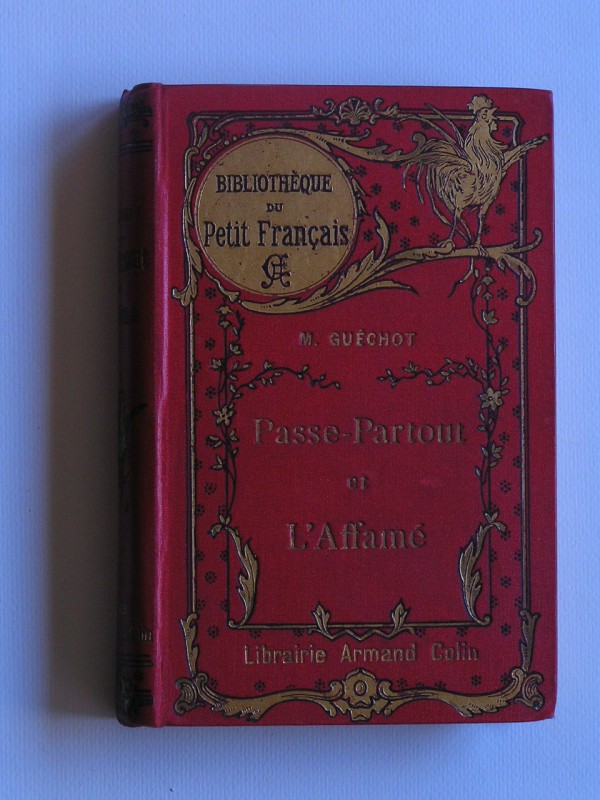 BIBLIOTHÈQUE
DU
Petit Français
M. GUÉCHOT
Passe-Partout
et
L'Affamé
Librairie Armand Colin